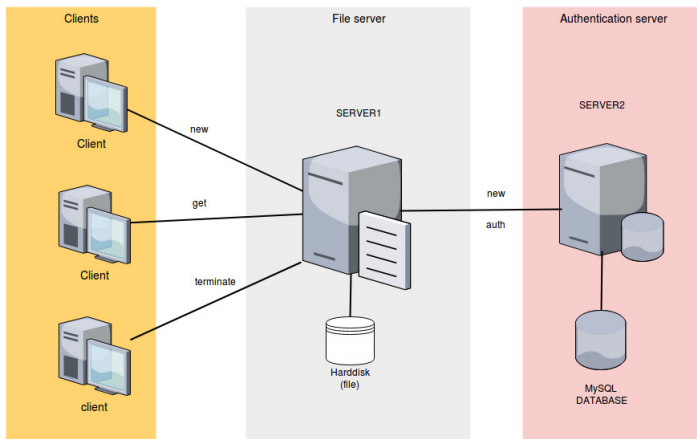 Clients
File server
Authentication server
SERVER1
SERVER2
Client
new
get
Client
terminate
client
new
auth
Harddisk
(file)
MySQL
DATABASE